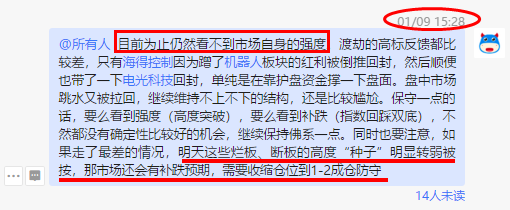 01/09 15:28
@所有人 目前为止仍然看不到市场自身的强度 渡劫的高标反馈都比
较差，只有海得控制因为蹭了机器人板块的红利被倒推回封，然后顺便
也带了一下电光科技回封，单纯是在靠护盘资金撑一下盘面。盘中市场
跳水又被拉回，继续维持不上不下的结构，还是比较尴尬。保守一点的
话，要么看到强度（高度突破），要么看到补跌（指数回踩双底），不
然都没有确定性比较好的机会，继续保持佛系一点。同时也要注意，如
果走了最差的情况，明天这些烂板、断板的高度“种子”明显转弱被
按，那市场还会有补跌预期，需要收缩仓位到1-2成仓防守
14人未读